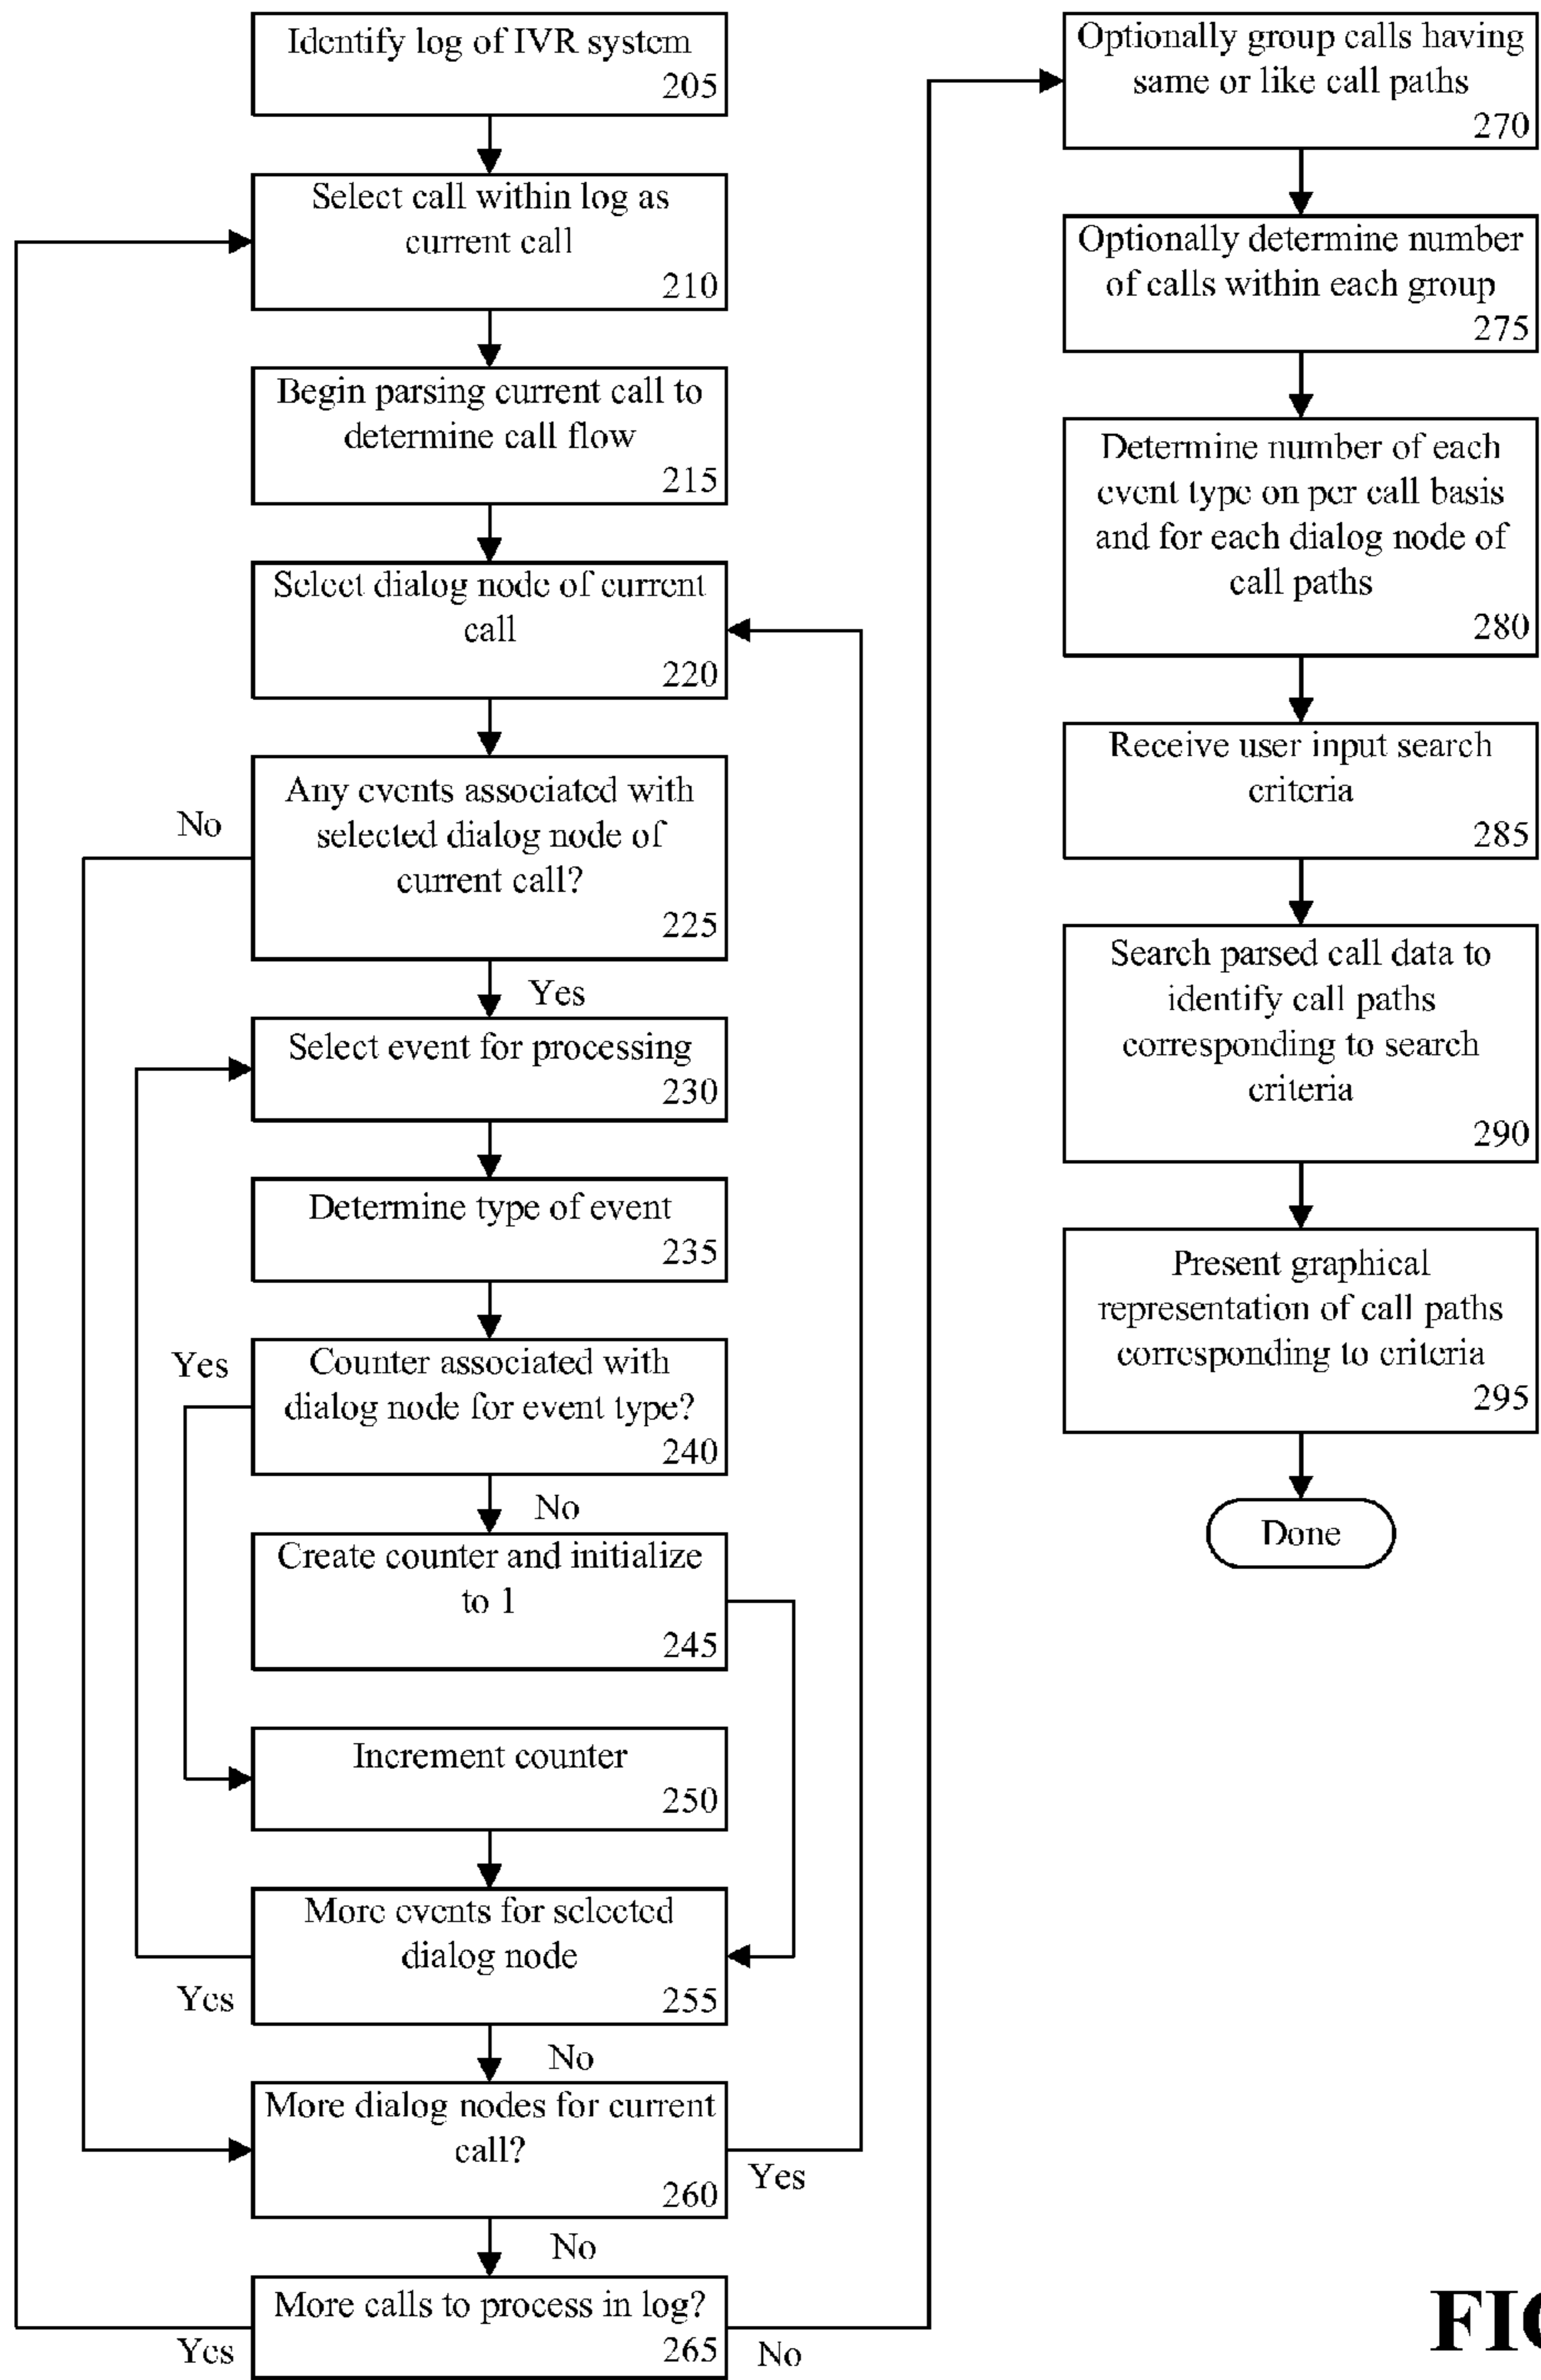 Identify log of IVR system
205
Select call within log as
current call
210
Begin parsing current call to
determine call flow
215
Select dialog node of current
call
220
Any events associated with
selected dialog node of
current call?
225
No
Yes
Select event for processing
230
Determine type of event
235
Yes
Counter associated with
dialog node for event type?
240
No
Create counter and initialize
to 1
245
Increment counter
250
More events for selected
dialog node
255
Yes
No
More dialog nodes for current
call?
260
Yes
No
More calls to process in log?
265
Yes
No
Optionally group calls having
same or like call paths
270
Optionally determine number
of calls within each group
275
Determine number of each
event type on per call basis
and for each dialog node of
call paths
280
Receive user input search
criteria
285
Search parsed call data to
identify call paths
corresponding to search
criteria
290
Present graphical
representation of call paths
corresponding to criteria
295
Done